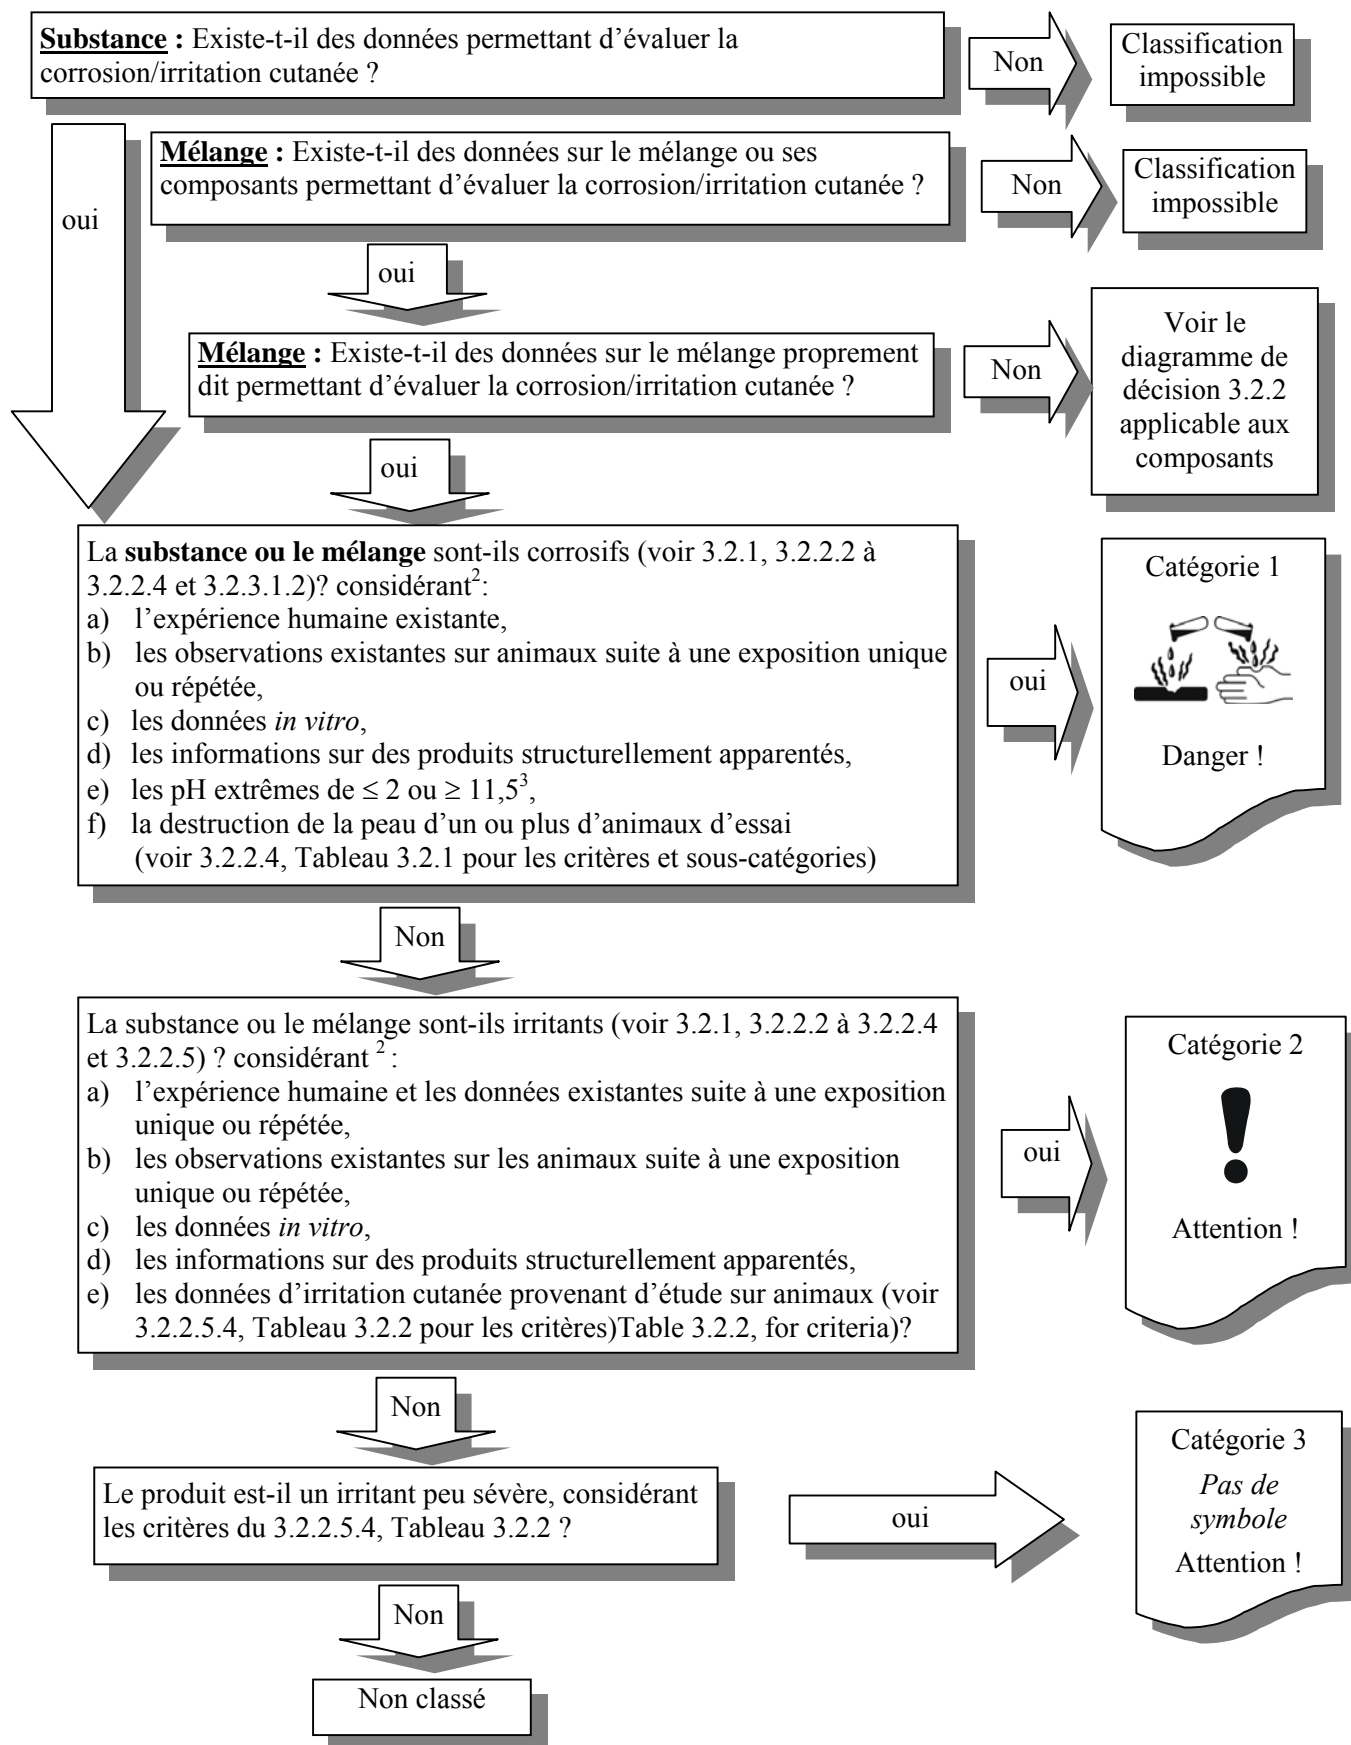 Substance : Existe-t-il des données permettant d'évaluer la
corrosion/irritation cutanée ?
Non
Classification
impossible
oui
Mélange : Existe-t-il des données sur le mélange ou ses
composants permettant d'évaluer la corrosion/irritation cutanée ?
Non
Classification
impossible
oui
Mélange : Existe-t-il des données sur le mélange proprement
dit permettant d'évaluer la corrosion/irritation cutanée ?
Non
Voir le
diagramme de
décision 3.2.2
applicable aux
composants
oui
La substance ou le mélange sont-ils corrosifs (voir 3.2.1, 3.2.2.2 à
3.2.2.4 et 3.2.3.1.2)? considérant²:
a) l'expérience humaine existante,
b) les observations existantes sur animaux suite à une exposition unique
ou répétée,
c) les données in vitro,
d) les informations sur des produits structurellement apparentés,
e) les pH extrêmes de ≤ 2 ou ≥ 11,5³,
f) la destruction de la peau d'un ou plus d'animaux d'essai
(voir 3.2.2.4, Tableau 3.2.1 pour les critères et sous-catégories)
oui
Catégorie 1
Danger !
Non
La substance ou le mélange sont-ils irritants (voir 3.2.1, 3.2.2.2 à 3.2.2.4
et 3.2.2.5) ? considérant ² :
a) l'expérience humaine et les données existantes suite à une exposition
unique ou répétée,
b) les observations existantes sur les animaux suite à une exposition
unique ou répétée,
c) les données in vitro,
d) les informations sur des produits structurellement apparentés,
e) les données d'irritation cutanée provenant d'étude sur animaux (voir
3.2.2.5.4, Tableau 3.2.2 pour les critères)Table 3.2.2, for criteria)?
oui
Catégorie 2
!
Attention !
Non
Le produit est-il un irritant peu sévère, considérant
les critères du 3.2.2.5.4, Tableau 3.2.2 ?
oui
Catégorie 3
Pas de
symbole
Attention !
Non
Non classé